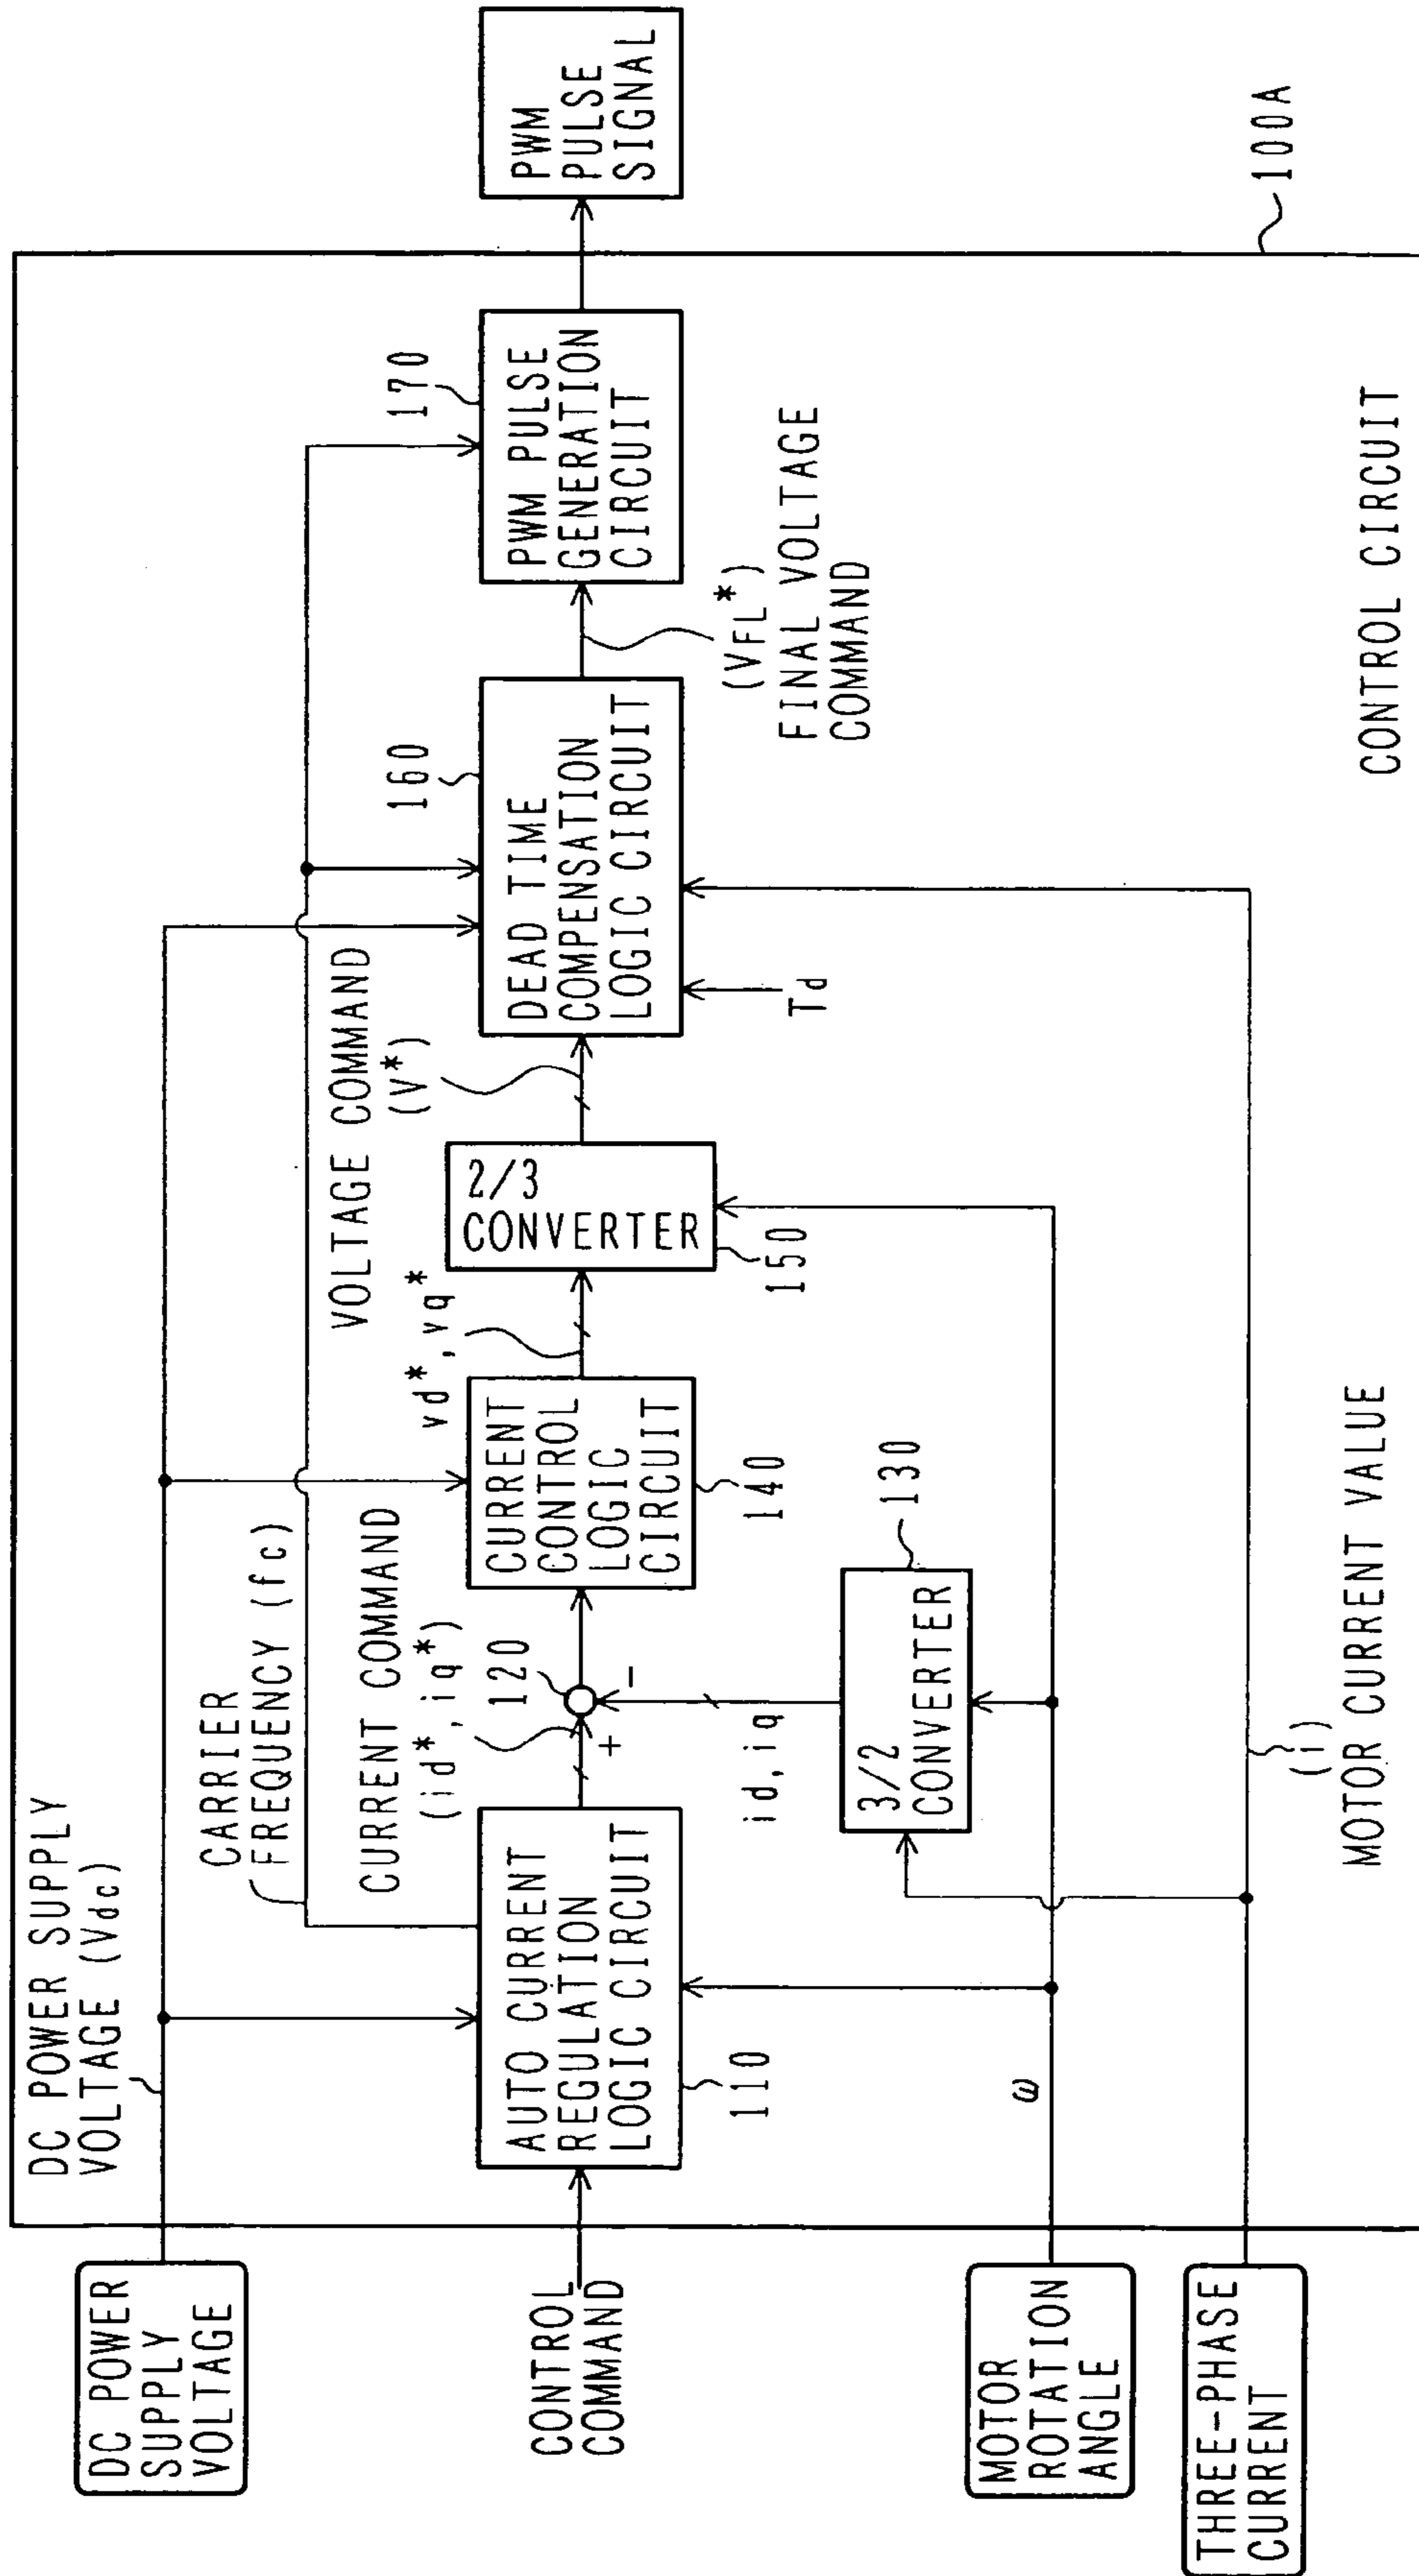 DC POWER
SUPPLY
VOLTAGE
CONTROL
COMMAND
MOTOR
ROTATION
ANGLE
THREE-PHASE
CURRENT
DC POWER SUPPLY
VOLTAGE (Vdc)
CARRIER
FREQUENCY (fc)
CURRENT COMMAND
(id*,iq*)
AUTO CURRENT
REGULATION
LOGIC CIRCUIT
110
ω
120
+
−
id,iq
3/2
CONVERTER
130
CURRENT
CONTROL
LOGIC
CIRCUIT
140
vd*,vq*
2/3
CONVERTER
150
VOLTAGE COMMAND
(V*)
DEAD TIME
COMPENSATION
LOGIC CIRCUIT
160
Td
(VFL*)
FINAL VOLTAGE
COMMAND
PWM PULSE
GENERATION
CIRCUIT
170
PWM
PULSE
SIGNAL
(i)
MOTOR CURRENT VALUE
CONTROL CIRCUIT
100A